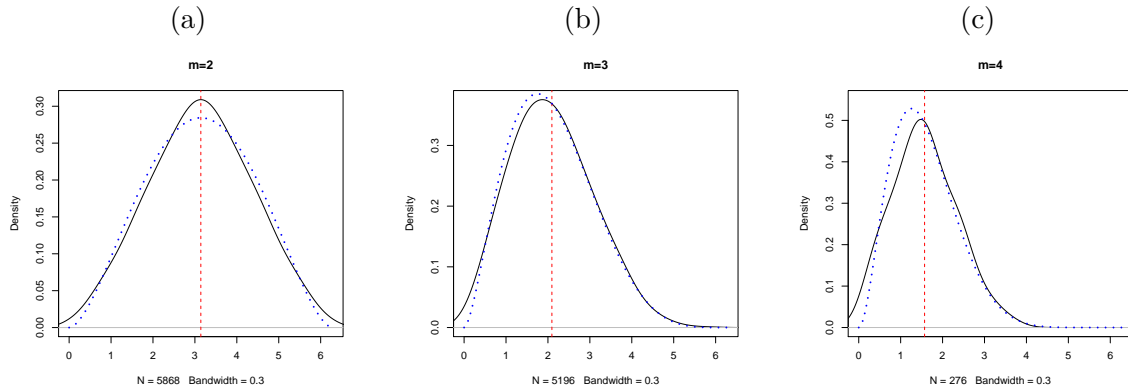 (a)
m=2
Density
0.00
0.05
0.10
0.15
0.20
0.25
0.30
0 1 2 3 4 5 6
N = 5868 Bandwidth = 0.3
(b)
m=3
Density
0.0
0.1
0.2
0.3
0 1 2 3 4 5 6
N = 5196 Bandwidth = 0.3
(c)
m=4
Density
0.0
0.1
0.2
0.3
0.4
0.5
0 1 2 3 4 5 6
N = 276 Bandwidth = 0.3